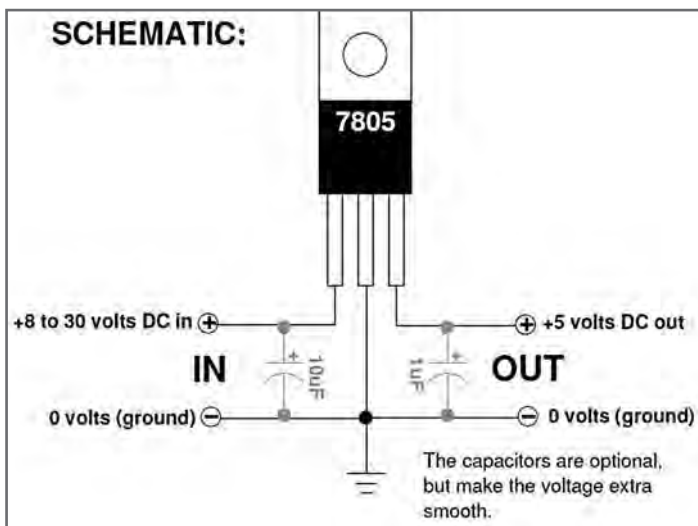 SCHEMATIC:
7805
+8 to 30 volts DC in
+
+
+5 volts DC out
IN
+
10uF
+
1uF
OUT
0 volts (ground)
−
−
0 volts (ground)
The capacitors are optional,
but make the voltage extra
smooth.